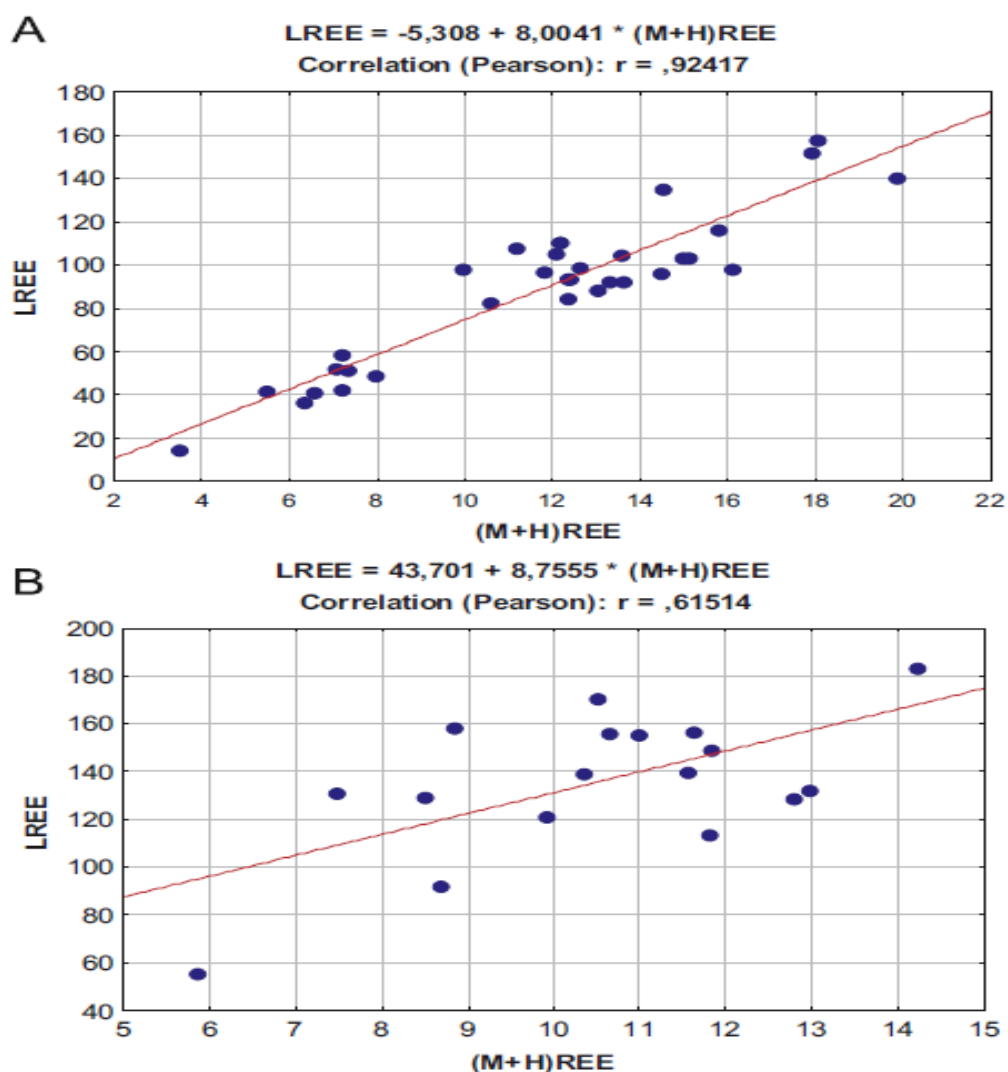 A
LREE = -5,308 + 8,0041 * (M+H)REE
Correlation (Pearson): r = ,92417
180
160
140
120
100
80
60
40
20
0
LREE
2 4 6 8 10 12 14 16 18 20 22
(M+H)REE
B
LREE = 43,701 + 8,7555 * (M+H)REE
Correlation (Pearson): r = ,61514
200
180
160
140
120
100
80
60
40
LREE
5 6 7 8 9 10 11 12 13 14 15
(M+H)REE